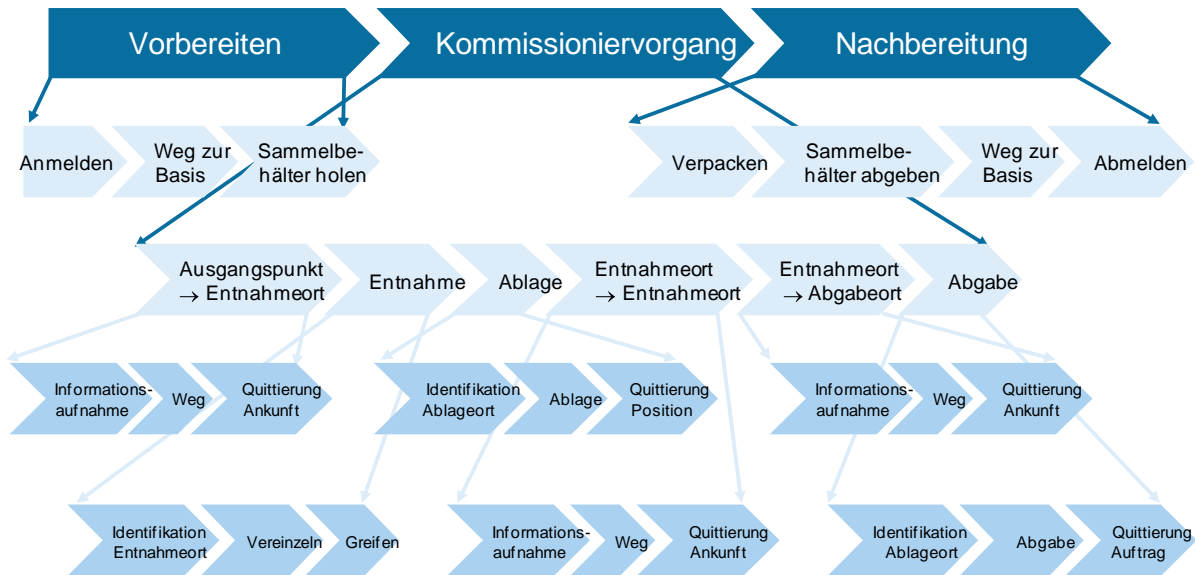 Vorbereiten
Kommissioniervorgang
Nachbereitung
Anmelden
Weg zur
Basis
Sammelbe-
hälter holen
Verpacken
Sammelbe-
hälter abgeben
Weg zur
Basis
Abmelden
Ausgangspunkt
→ Entnahmeort
Entnahme
Ablage
Entnahmeort
→ Entnahmeort
Entnahmeort
→ Abgabeort
Abgabe
Informations-
aufnahme
Weg
Quittierung
Ankunft
Identifikation
Ablageort
Ablage
Quittierung
Position
Informations-
aufnahme
Weg
Quittierung
Ankunft
Identifikation
Entnahmeort
Vereinzeln
Greifen
Informations-
aufnahme
Weg
Quittierung
Ankunft
Identifikation
Ablageort
Abgabe
Quittierung
Auftrag